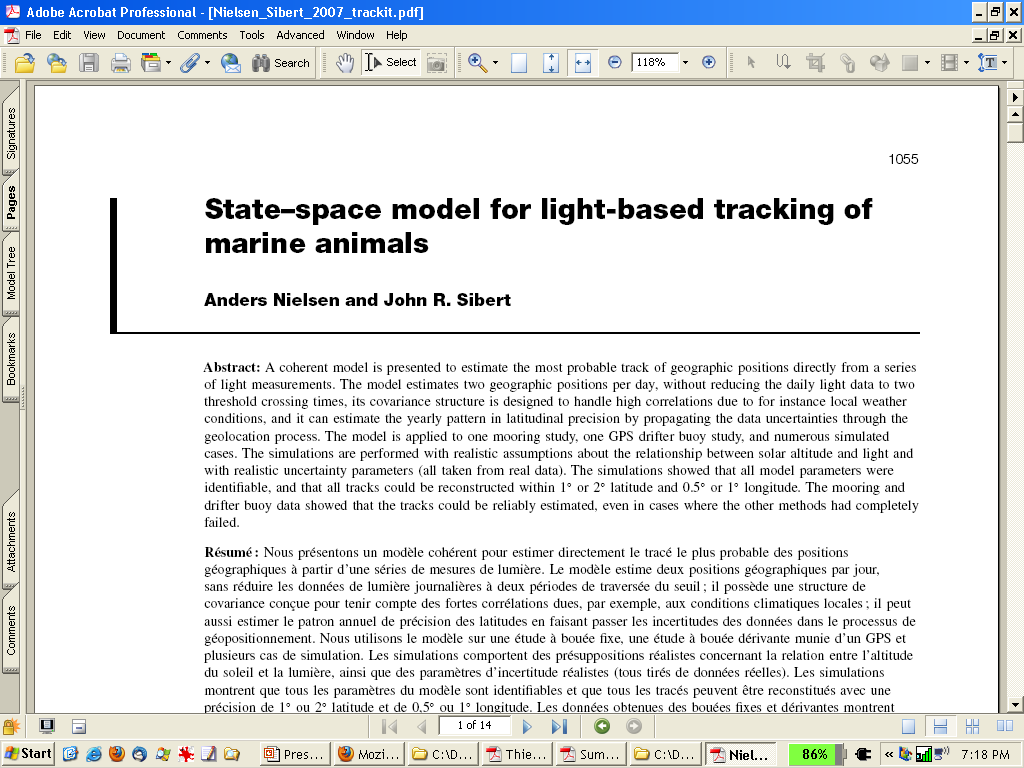 Adobe Acrobat Professional - [Nielsen_Sibert_2007_trackit.pdf]
File Edit View Document Comments Tools Advanced Window Help
Search Select 118%
Signatures
Pages
Model Tree
Bookmarks
Attachments
Comments
1055
State–space model for light-based tracking of
marine animals
Anders Nielsen and John R. Sibert
Abstract: A coherent model is presented to estimate the most probable track of geographic positions directly from a series
of light measurements. The model estimates two geographic positions per day, without reducing the daily light data to two
threshold crossing times, its covariance structure is designed to handle high correlations due to for instance local weather
conditions, and it can estimate the yearly pattern in latitudinal precision by propagating the data uncertainties through the
geolocation process. The model is applied to one mooring study, one GPS drifter buoy study, and numerous simulated
cases. The simulations are performed with realistic assumptions about the relationship between solar altitude and light and
with realistic uncertainty parameters (all taken from real data). The simulations showed that all model parameters were
identifiable, and that all tracks could be reconstructed within 1° or 2° latitude and 0.5° or 1° longitude. The mooring and
drifter buoy data showed that the tracks could be reliably estimated, even in cases where the other methods had completely
failed.
Résumé : Nous présentons un modèle cohérent pour estimer directement le tracé le plus probable des positions
géographiques à partir d'une séries de mesures de lumière. Le modèle estime deux positions géographiques par jour,
sans réduire les données de lumière journalières à deux périodes de traversée du seuil ; il possède une structure de
covariance conçue pour tenir compte des fortes corrélations dues, par exemple, aux conditions climatiques locales ; il peut
aussi estimer le patron annuel de précision des latitudes en faisant passer les incertitudes des données dans le processus de
géopositionnement. Nous utilisons le modèle sur une étude à bouée fixe, une étude à bouée dérivante munie d'un GPS et
plusieurs cas de simulation. Les simulations comportent des présuppositions réalistes concernant la relation entre l'altitude
du soleil et la lumière, ainsi que des paramètres d'incertitude réalistes (tous tirés de données réelles). Les simulations
montrent que tous les paramètres du modèle sont identifiables et que tous les tracés peuvent être reconstitués avec une
précision de 1° ou 2° latitude et de 0,5° ou 1° longitude. Les données obtenues des bouées fixes et dérivantes montrent
1 of 14
Start Pres... Mozi... C:\D... Thie... Sum... C:\D... Niel... 86% « 7:18 PM